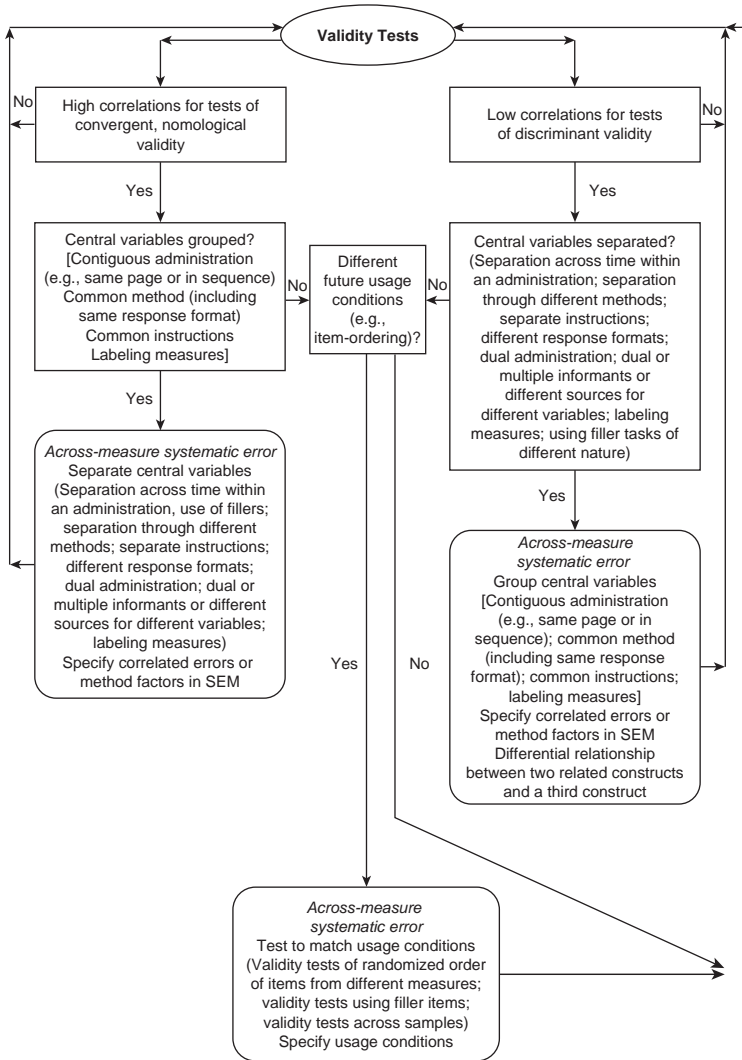 Validity Tests
No
High correlations for tests of
convergent, nomological
validity
Low correlations for tests
of discriminant validity
No
Yes
Yes
Central variables grouped?
[Contiguous administration
(e.g., same page or in sequence)
Common method (including
same response format)
Common instructions
Labeling measures]
No
Different
future usage
conditions
(e.g.,
item-ordering)?
No
Central variables separated?
(Separation across time within
an administration; separation
through different methods;
separate instructions;
different response formats;
dual administration; dual or
multiple informants or
different sources for
different variables; labeling
measures; using filler tasks of
different nature)
Yes
Yes
Across-measure systematic error
Separate central variables
(Separation across time within
an administration, use of fillers;
separation through different
methods; separate instructions;
different response formats;
dual administration; dual or
multiple informants or different
sources for different variables;
labeling measures)
Specify correlated errors or
method factors in SEM
Yes
No
Across-measure
systematic error
Group central variables
[Contiguous administration
(e.g., same page or in
sequence); common method
(including same response
format); common instructions;
labeling measures]
Specify correlated errors or
method factors in SEM
Differential relationship
between two related constructs
and a third construct
Across-measure
systematic error
Test to match usage conditions
(Validity tests of randomized order
of items from different measures;
validity tests using filler items;
validity tests across samples)
Specify usage conditions